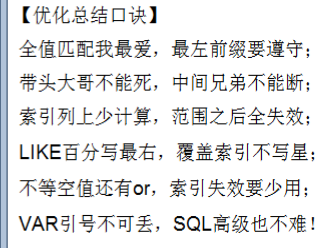 【优化总结口诀】
全值匹配我最爱，最左前缀要遵守；
带头大哥不能死，中间兄弟不能断；
索引列上少计算，范围之后全失效；
LIKE百分写最右，覆盖索引不写星；
不等空值还有or，索引失效要少用；
VAR引号不可丢，SQL高级也不难！